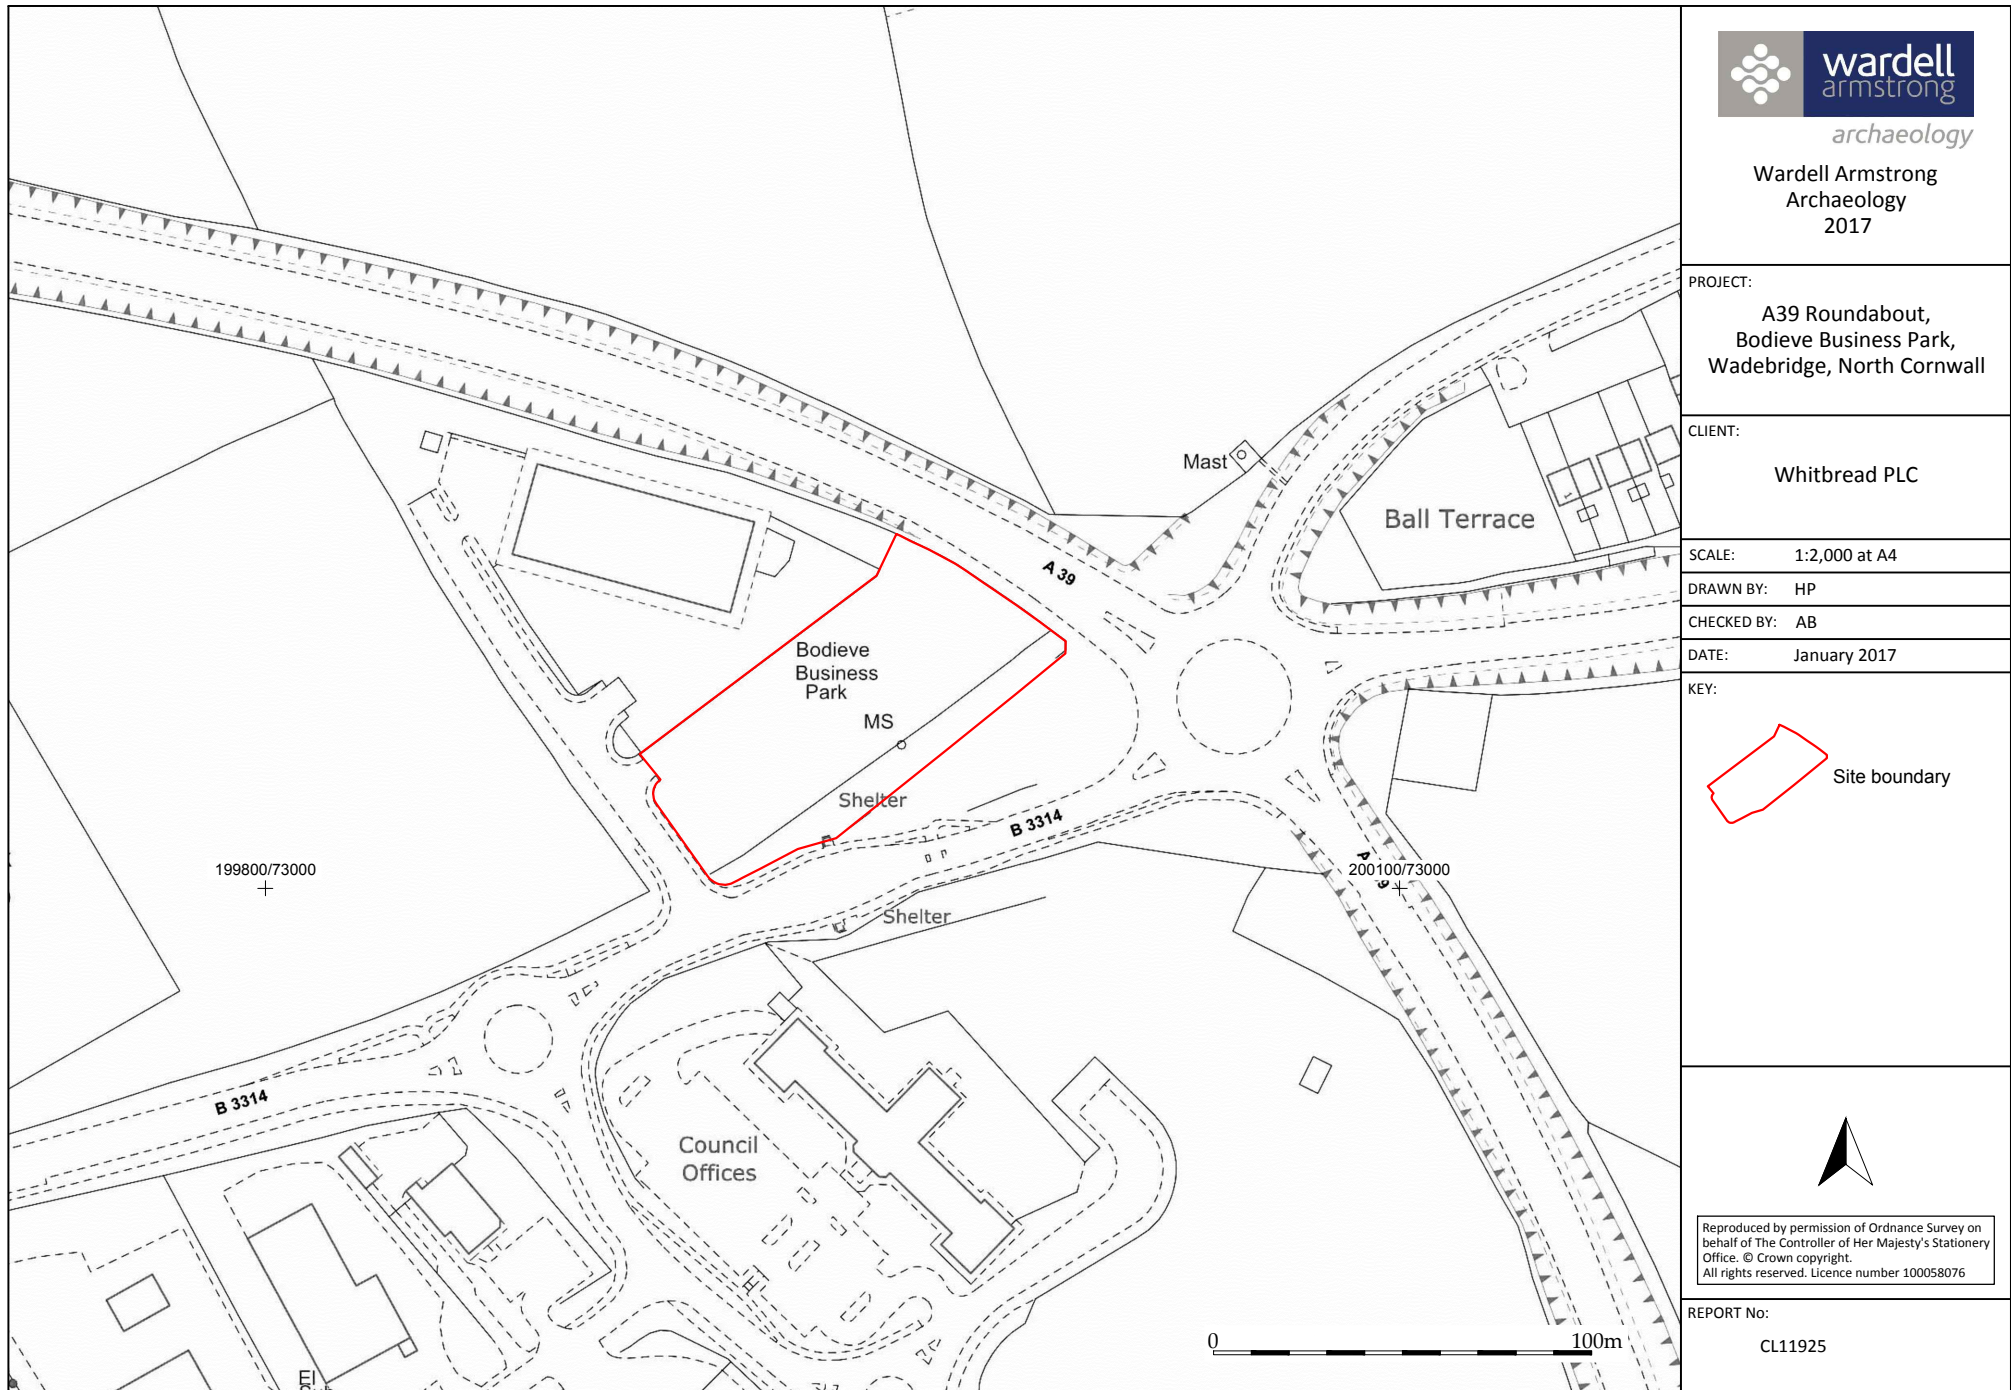 Mast
Ball Terrace
1
A 39
Bodieve
Business
Park
MS
Shelter
B 3314
199800/73000
200100/73000
Shelter
B 3314
Council
Offices
El
0
100m
wardell
armstrong
archaeology
Wardell Armstrong
Archaeology
2017
PROJECT:
A39 Roundabout,
Bodieve Business Park,
Wadebridge, North Cornwall
CLIENT:
Whitbread PLC
SCALE: 1:2,000 at A4
DRAWN BY: HP
CHECKED BY: AB
DATE: January 2017
KEY:
Site boundary
Reproduced by permission of Ordnance Survey on
behalf of The Controller of Her Majesty's Stationery
Office. © Crown copyright.
All rights reserved. Licence number 100058076
REPORT No:
CL11925